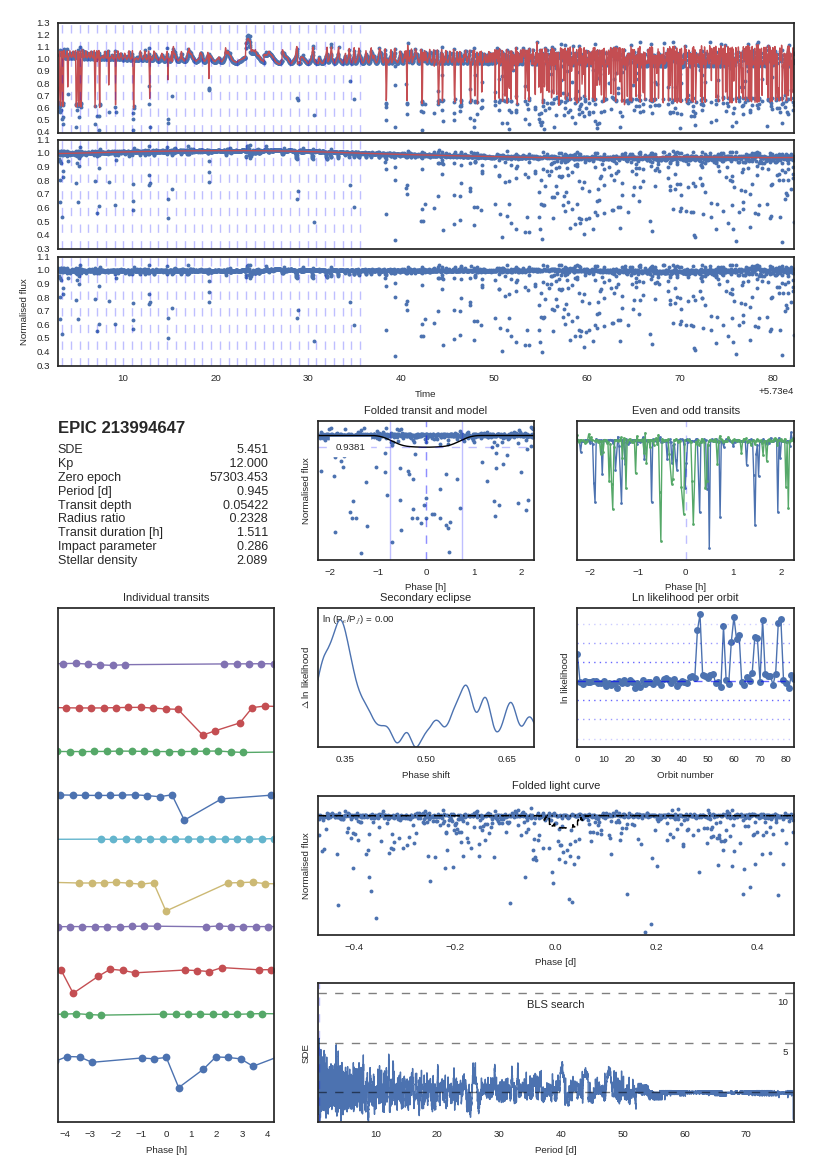 1.3
1.2
1.1
1.0
0.9
0.8
0.7
0.6
0.5
0.4
1.1
1.0
0.9
0.8
0.7
0.6
0.5
0.4
0.3
1.1
1.0
0.9
0.8
0.7
0.6
0.5
0.4
0.3
Normalised flux
10 20 30 40 50 60 70 80
Time
+5.73e4
EPIC 213994647
SDE 5.451
Kp 12.000
Zero epoch 57303.453
Period [d] 0.945
Transit depth 0.05422
Radius ratio 0.2328
Transit duration [h] 1.511
Impact parameter 0.286
Stellar density 2.089
Folded transit and model
Normalised flux
0.9381
−2 −1 0 1 2
Phase [h]
Even and odd transits
−2 −1 0 1 2
Phase [h]
Individual transits
−4 −3 −2 −1 0 1 2 3 4
Phase [h]
Secondary eclipse
Δ ln likelihood
0.35 0.50 0.65
Phase shift
Ln likelihood per orbit
ln likelihood
0 10 20 30 40 50 60 70 80
Orbit number
Folded light curve
Normalised flux
−0.4 −0.2 0.0 0.2 0.4
Phase [d]
BLS search
10
5
SDE
10 20 30 40 50 60 70
Period [d]